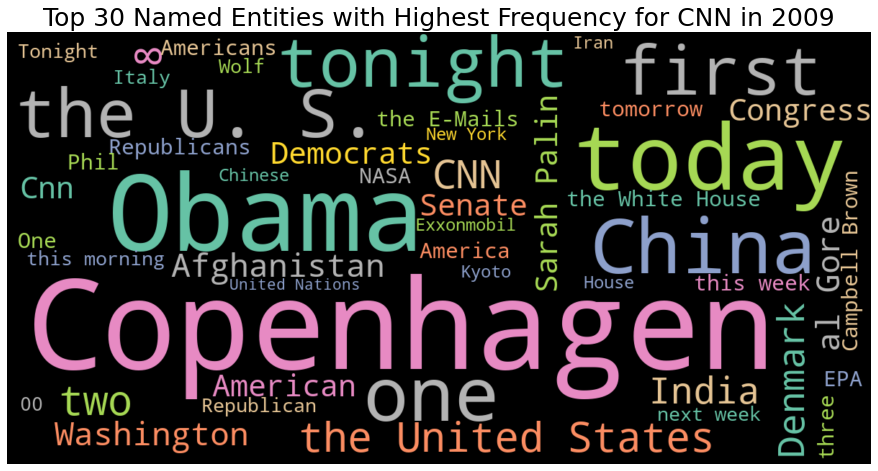 Top 30 Named Entities with Highest Frequency for CNN in 2009
Tonight
∞
Americans
tonight
Iran
first
Italy
Wolf
the U. S.
the E-Mails
Sarah Palin
tomorrow
Congress
Republicans
New York
Democrats
today
Phil
Chinese
NASA
CNN
Cnn
Obama
Senate
the White House
Exxonmobil
One
this morning
Afghanistan
America
China
al Gore
Campbell Brown
Kyoto
United Nations
House
this week
Copenhagen
Denmark
American
one
India
EPA
OO
two
Republican
next week
three
Washington
the United States